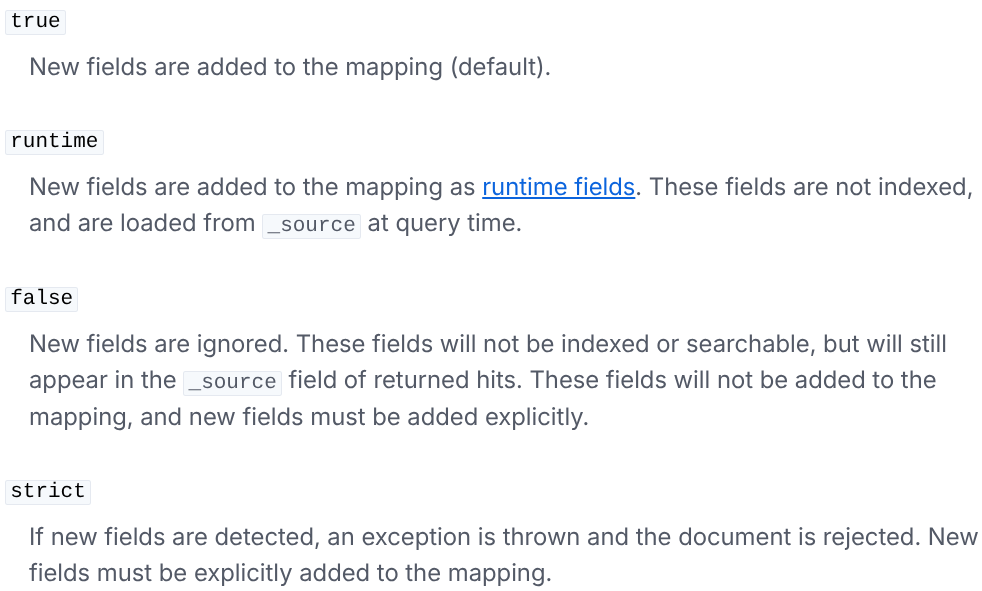 true
New fields are added to the mapping (default).
runtime
New fields are added to the mapping as runtime fields. These fields are not indexed,
and are loaded from _source at query time.
false
New fields are ignored. These fields will not be indexed or searchable, but will still
appear in the _source field of returned hits. These fields will not be added to the
mapping, and new fields must be added explicitly.
strict
If new fields are detected, an exception is thrown and the document is rejected. New
fields must be explicitly added to the mapping.